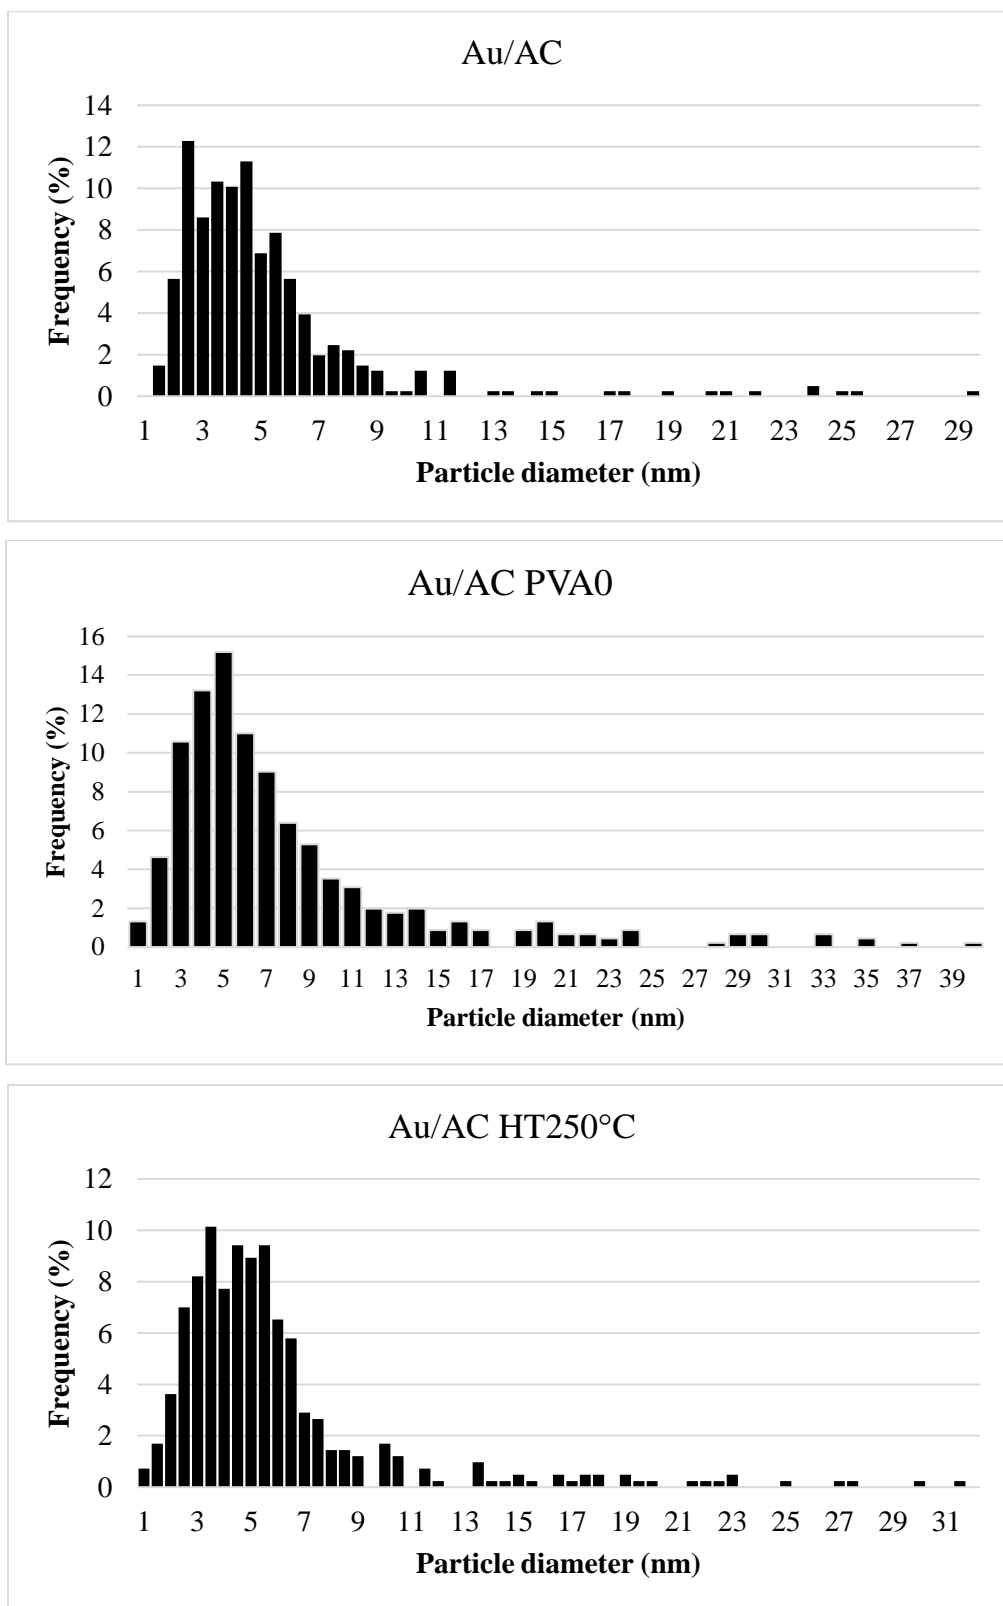 Au/AC
14
12
10
8
6
4
2
0
Frequency (%)
1 3 5 7 9 11 13 15 17 19 21 23 25 27 29
Particle diameter (nm)
Au/AC PVA0
16
14
12
10
8
6
4
2
0
Frequency (%)
1 3 5 7 9 11 13 15 17 19 21 23 25 27 29 31 33 35 37 39
Particle diameter (nm)
Au/AC HT250°C
12
10
8
6
4
2
0
Frequency (%)
1 3 5 7 9 11 13 15 17 19 21 23 25 27 29 31
Particle diameter (nm)